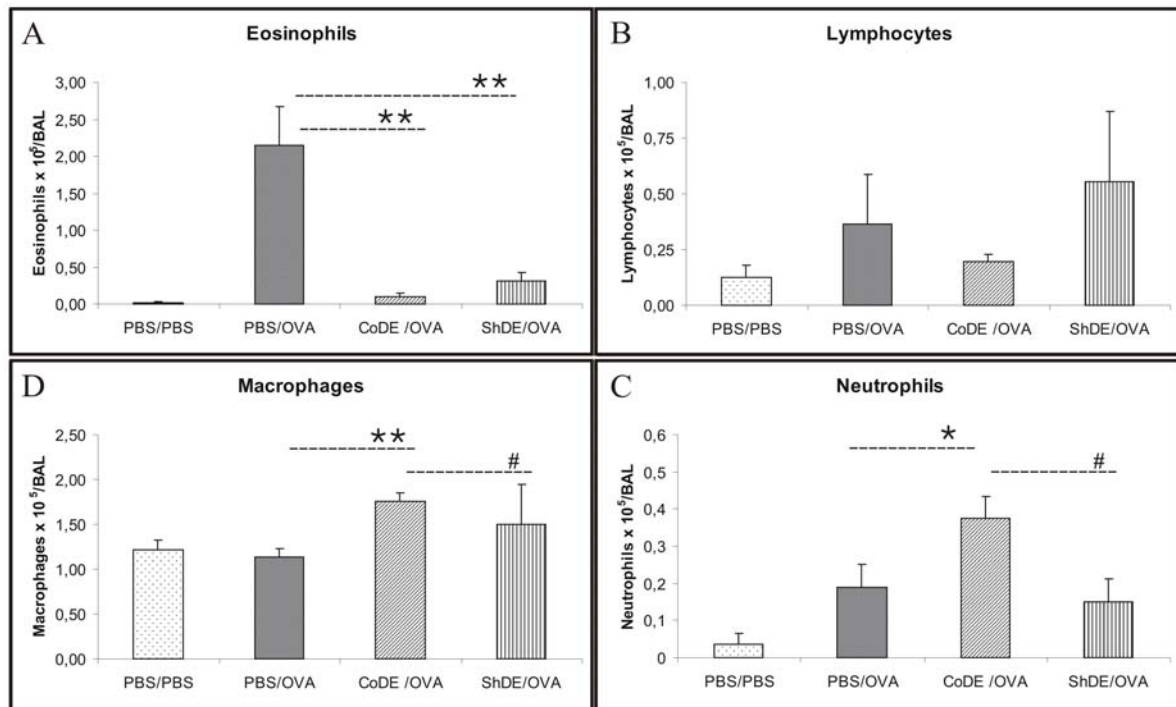 A
Eosinophils
3,00
2,50
2,00
1,50
1,00
0,50
0,00
Eosinophils x 10⁵/BAL
**
**
PBS/PBS PBS/OVA CoDE /OVA ShDE/OVA
B
Lymphocytes
1,00
0,75
0,50
0,25
0,00
Lymphocytes x 10⁵/BAL
PBS/PBS PBS/OVA CoDE /OVA ShDE/OVA
D
Macrophages
2,50
2,00
1,50
1,00
0,50
0,00
Macrophages x 10⁵/BAL
**
#
PBS/PBS PBS/OVA CoDE /OVA ShDE/OVA
C
Neutrophils
0,6
0,5
0,4
0,3
0,2
0,1
0
Neutrophils x 10⁵/BAL
*
#
PBS/PBS PBS/OVA CoDE /OVA ShDE/OVA